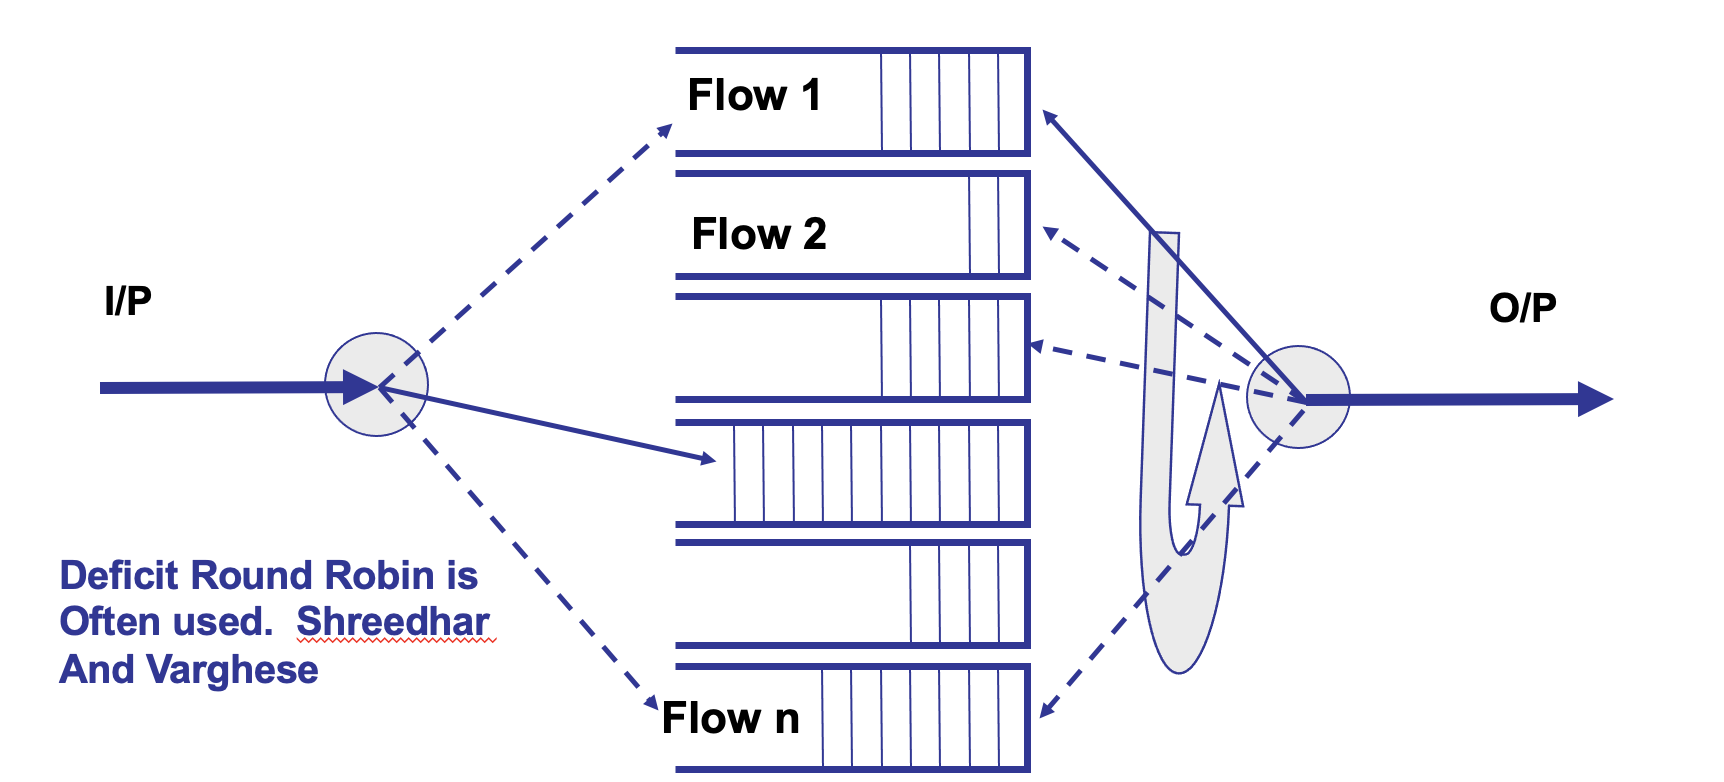 Flow 1
Flow 2
I/P
O/P
Deficit Round Robin is
Often used.  Shreedhar
And Varghese
Flow n